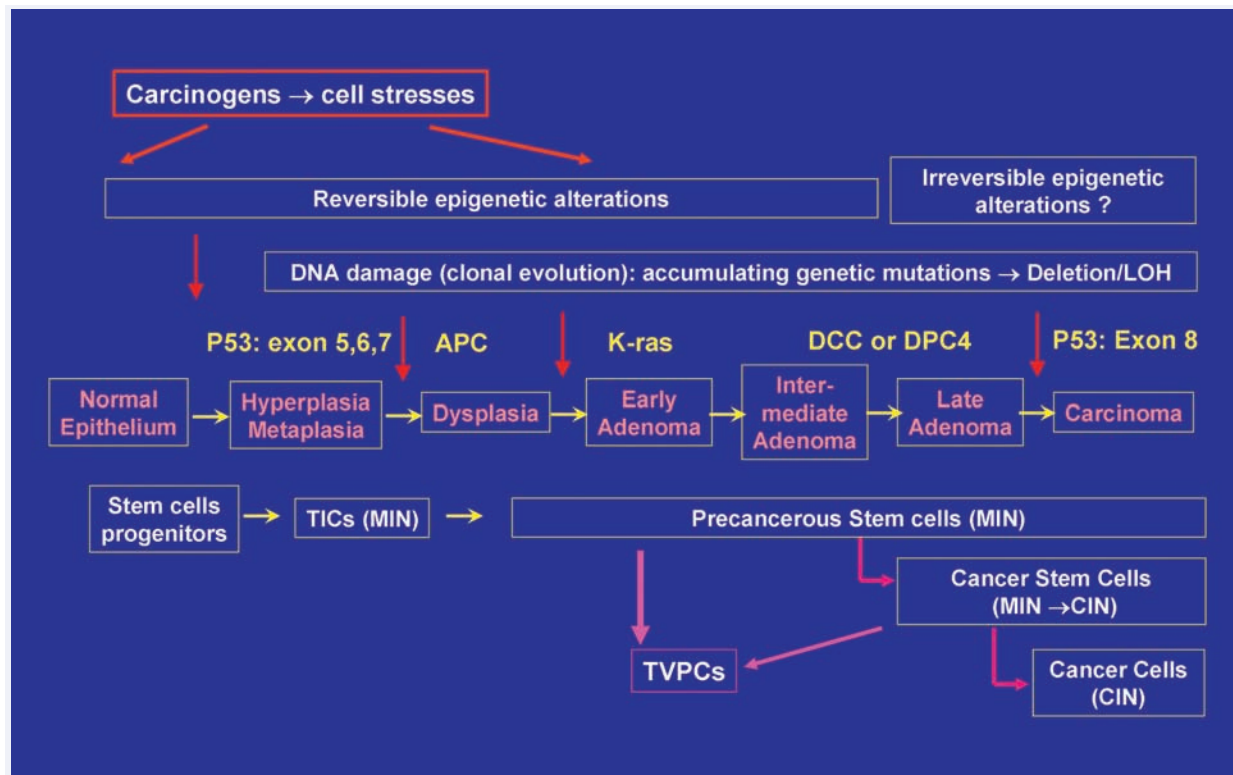 Carcinogens → cell stresses
Reversible epigenetic alterations
Irreversible epigenetic
alterations ?
DNA damage (clonal evolution): accumulating genetic mutations → Deletion/LOH
P53: exon 5,6,7
APC
K-ras
DCC or DPC4
P53: Exon 8
Normal
Epithelium
Hyperplasia
Metaplasia
Dysplasia
Early
Adenoma
Inter-
mediate
Adenoma
Late
Adenoma
Carcinoma
Stem cells
progenitors
TICs (MIN)
Precancerous Stem cells (MIN)
Cancer Stem Cells
(MIN →CIN)
TVPCs
Cancer Cells
(CIN)